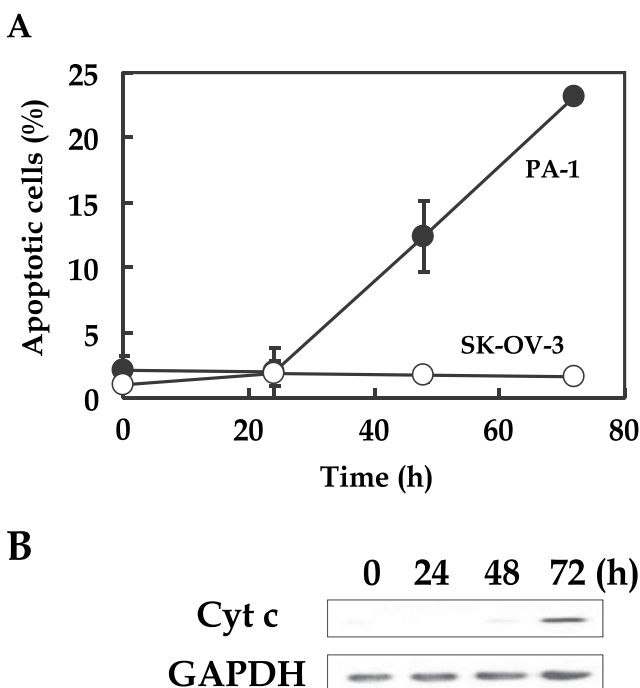 A
25
20
15
10
5
0
Apoptotic cells (%)
PA-1
SK-OV-3
0 20 40 60 80
Time (h)
B
0 24 48 72 (h)
Cyt c
GAPDH